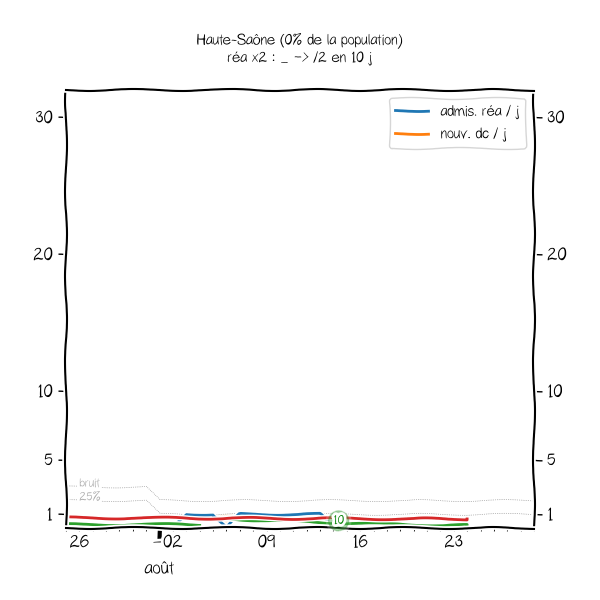 Haute-Saône (0% de la population)
réa x2 : _ -> /2 en 10 j
admis. réa / j
nouv. dc / j
30
30
20
20
10
10
5
5
bruit
25%
1
10
1
26
02
09
16
23
août